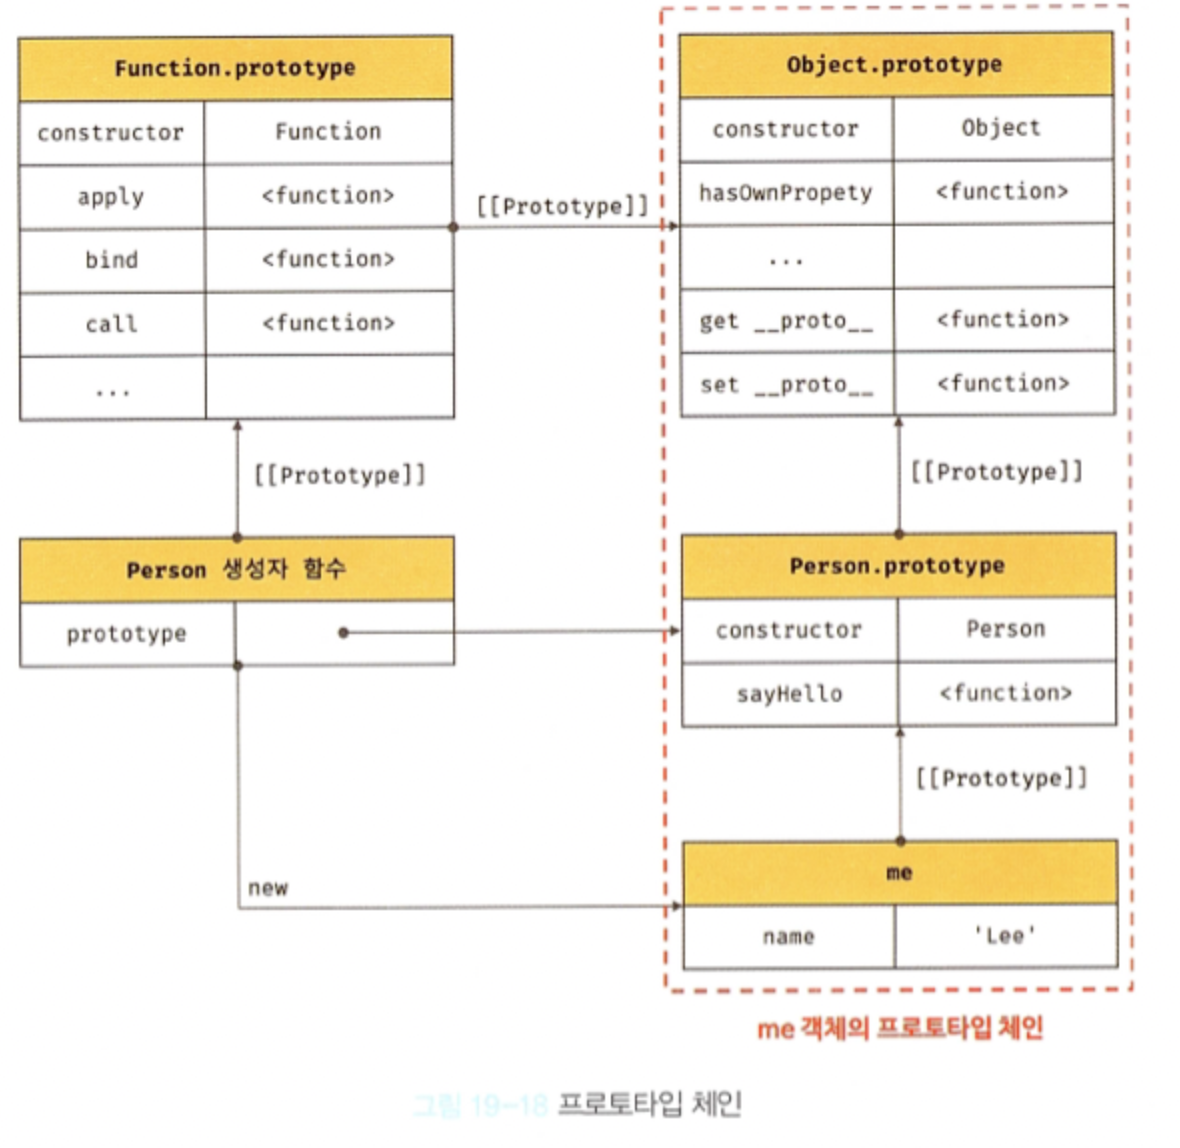 Function.prototype
constructor Function
apply <function>
bind <function>
call <function>
...
[[Prototype]]
Object.prototype
constructor Object
hasOwnPropety <function>
...
get __proto__ <function>
set __proto__ <function>
[[Prototype]]
[[Prototype]]
Person 생성자 함수
prototype
Person.prototype
constructor Person
sayHello <function>
[[Prototype]]
new
me
name 'Lee'
me 객체의 프로토타입 체인
그림 19-18 프로토타입 체인